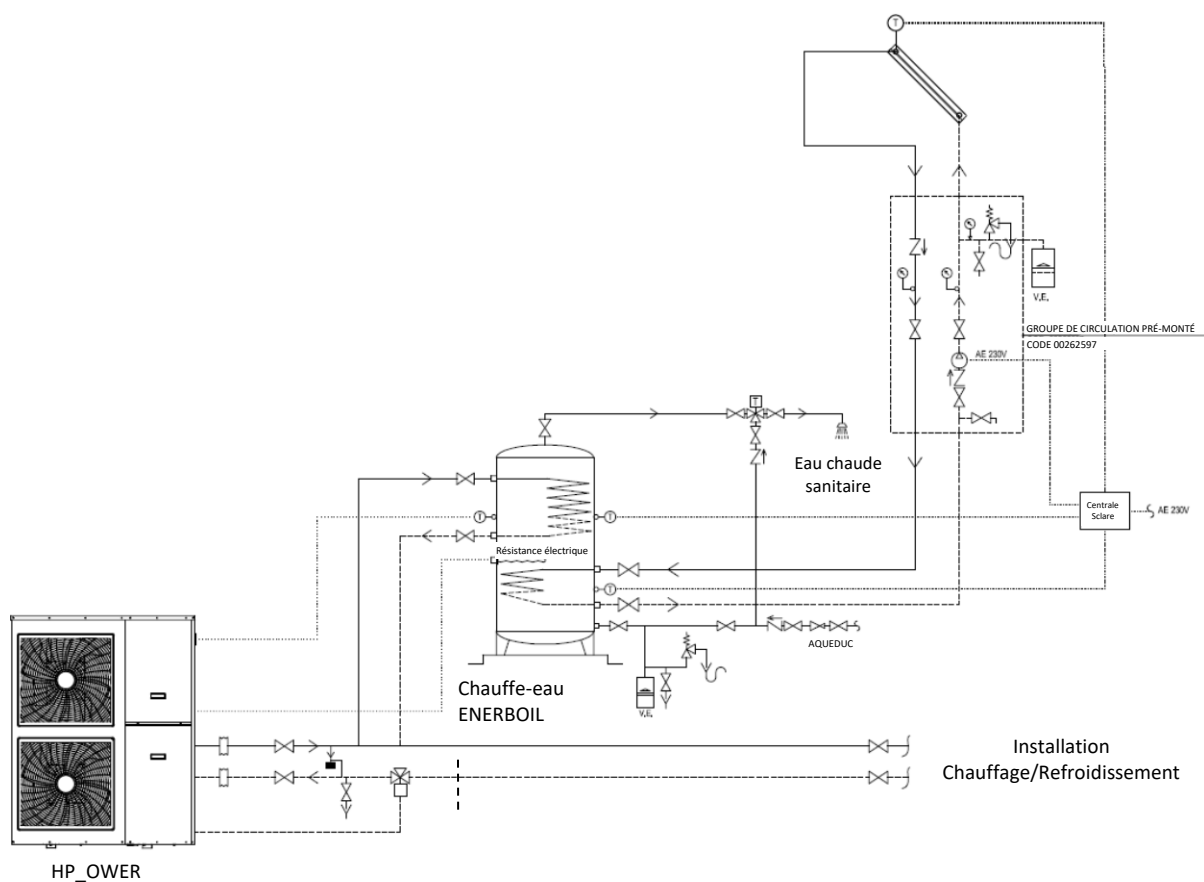 T
V.E.
GROUPE DE CIRCULATION PRÉ-MONTÉ
CODE 00262597
AE 230V
T
Eau chaude
sanitaire
Centrale
Sclare
AE 230V
T
T
Résistance électrique
T
AQUEDUC
Chauffe-eau
ENERBOIL
V.E.
Installation
Chauffage/Refroidissement
HP_OWER